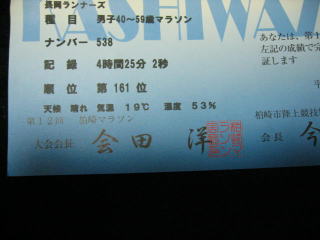 KASHIWA
長岡ランナーズ
種 目 男子40~59歳マラソン
ナンバー 538
記 録 4時間25分 2秒
順 位 第 161 位
天候 晴れ 気温 19℃ 湿度 53%
第12回 柏崎マラソン
大会会長 会田 洋
あなたは、第十
左記の成績で完
証します
平
柏崎市陸上競技
会長 今